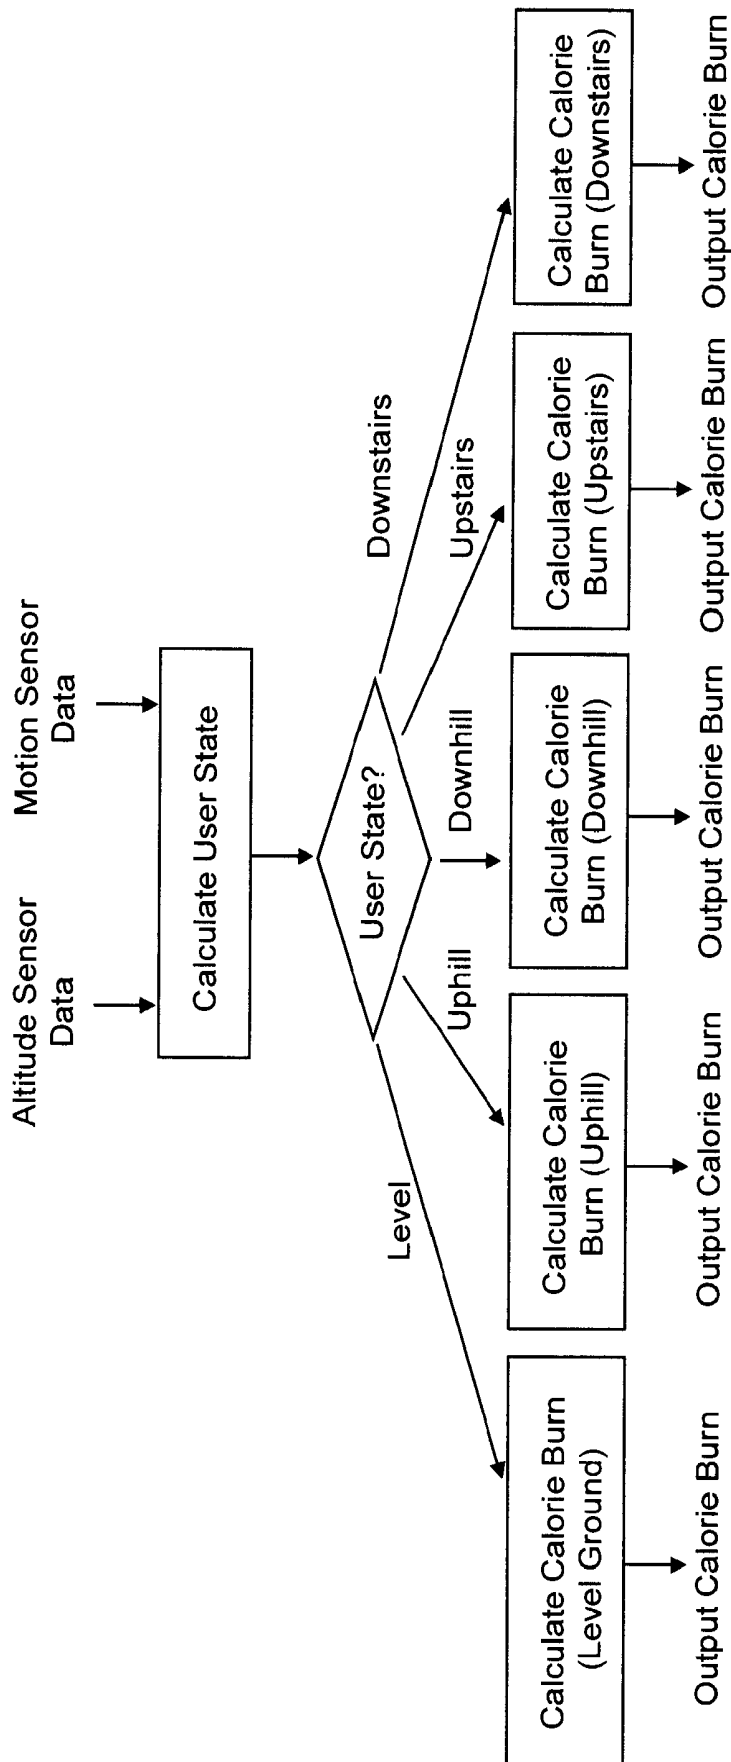 Altitude Sensor
Data
Motion Sensor
Data
Calculate User State
User State?
Level
Uphill
Downhill
Upstairs
Downstairs
Calculate Calorie Burn
(Level Ground)
Calculate Calorie
Burn (Uphill)
Calculate Calorie
Burn (Downhill)
Calculate Calorie
Burn (Upstairs)
Calculate Calorie
Burn (Downstairs)
Output Calorie Burn
Output Calorie Burn
Output Calorie Burn
Output Calorie Burn
Output Calorie Burn